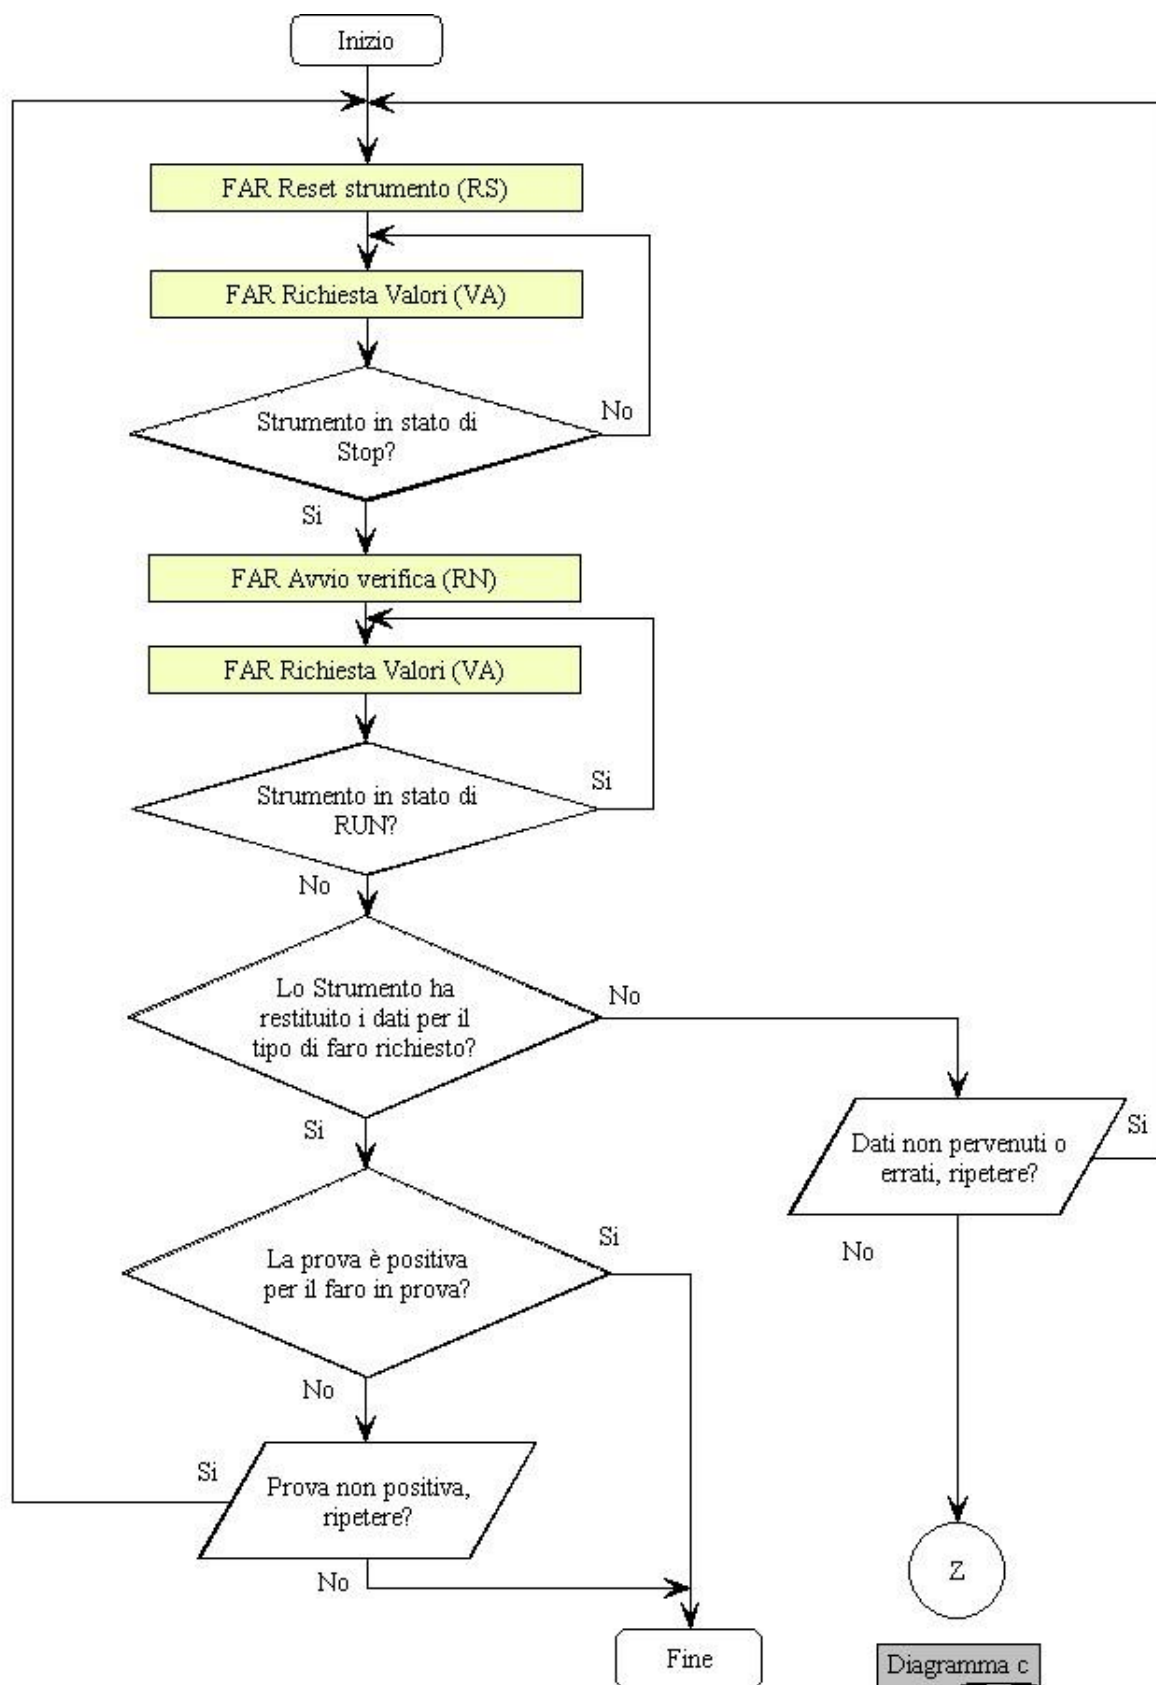 Inizio
FAR Reset strumento (RS)
FAR Richiesta Valori (VA)
Strumento in stato di
Stop?
No
Si
FAR Avvio verifica (RN)
FAR Richiesta Valori (VA)
Strumento in stato di
RUN?
Si
No
Lo Strumento ha
restituito i dati per il
tipo di faro richiesto?
No
Si
Dati non pervenuti o
errati, ripetere?
Si
No
La prova è positiva
per il faro in prova?
Si
No
Prova non positiva,
ripetere?
Si
No
Z
Fine
Diagramma c